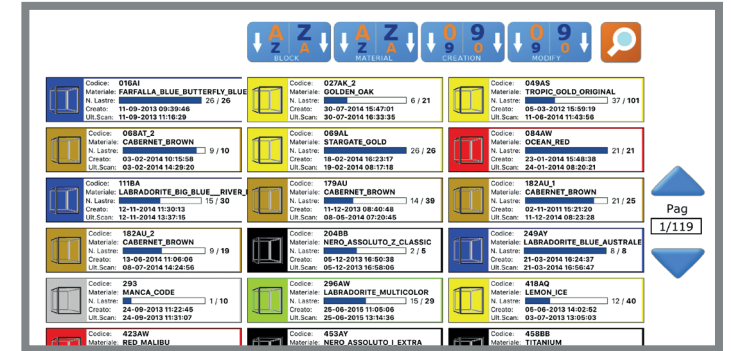 A Z A Z 0 9 0 9
Z A Z A 9 0 9 0
BLOCK MATERIAL CREATION MODIFY
Codice: 016AI
Materiale: FARFALLA_BLUE_BUTTERFLY_BLUE
N. Lastre: 26 / 26
Creato: 11-09-2013 09:39:46
Ult.Scan: 11-09-2013 11:16:29
Codice: 027AK_2
Materiale: GOLDEN_OAK
N. Lastre: 6 / 21
Creato: 30-07-2014 15:47:01
Ult.Scan: 30-07-2014 16:33:35
Codice: 049AS
Materiale: TROPIC_GOLD_ORIGINAL
N. Lastre: 37 / 101
Creato: 05-03-2012 15:59:19
Ult.Scan: 11-06-2014 11:43:56
Codice: 068AT_2
Materiale: CABERNET_BROWN
N. Lastre: 9 / 10
Creato: 03-02-2014 10:15:58
Ult.Scan: 03-02-2014 14:29:20
Codice: 069AL
Materiale: STARGATE_GOLD
N. Lastre: 26 / 26
Creato: 18-02-2014 16:23:17
Ult.Scan: 19-02-2014 08:17:18
Codice: 084AW
Materiale: OCEAN_RED
N. Lastre: 21 / 21
Creato: 23-01-2014 15:48:38
Ult.Scan: 24-01-2014 08:20:21
Codice: 111BA
Materiale: LABRADORITE_BIG_BLUE__RIVER_
N. Lastre: 15 / 30
Creato: 12-11-2014 11:30:13
Ult.Scan: 12-11-2014 13:37:15
Codice: 179AU
Materiale: CABERNET_BROWN
N. Lastre: 14 / 39
Creato: 11-12-2013 08:40:48
Ult.Scan: 08-05-2014 07:20:45
Codice: 182AU_1
Materiale: CABERNET_BROWN
N. Lastre: 21 / 25
Creato: 02-11-2011 15:21:20
Ult.Scan: 11-12-2014 08:23:28
Pag
1/119
Codice: 182AU_2
Materiale: CABERNET_BROWN
N. Lastre: 9 / 19
Creato: 13-06-2014 11:06:06
Ult.Scan: 08-07-2014 14:24:56
Codice: 204BB
Materiale: NERO_ASSOLUTO_Z_CLASSIC
N. Lastre: 2 / 5
Creato: 05-12-2013 16:50:38
Ult.Scan: 05-12-2013 16:58:06
Codice: 249AY
Materiale: LABRADORITE_BLUE_AUSTRALE
N. Lastre: 8 / 8
Creato: 21-03-2014 16:24:37
Ult.Scan: 21-03-2014 16:56:47
Codice: 293
Materiale: MANCA_CODE
N. Lastre: 1 / 10
Creato: 24-09-2013 11:22:45
Ult.Scan: 24-09-2013 11:31:07
Codice: 296AW
Materiale: LABRADORITE_MULTICOLOR
N. Lastre: 15 / 29
Creato: 25-06-2015 11:05:06
Ult.Scan: 25-06-2015 13:14:36
Codice: 418AQ
Materiale: LEMON_ICE
N. Lastre: 12 / 40
Creato: 05-06-2013 14:02:52
Ult.Scan: 03-07-2013 13:05:03
Codice: 423AW
Materiale: RED_MALIBU
Codice: 453AY
Materiale: NERO_ASSOLUTO_I_EXTRA
Codice: 458BB
Materiale: TITANIUM